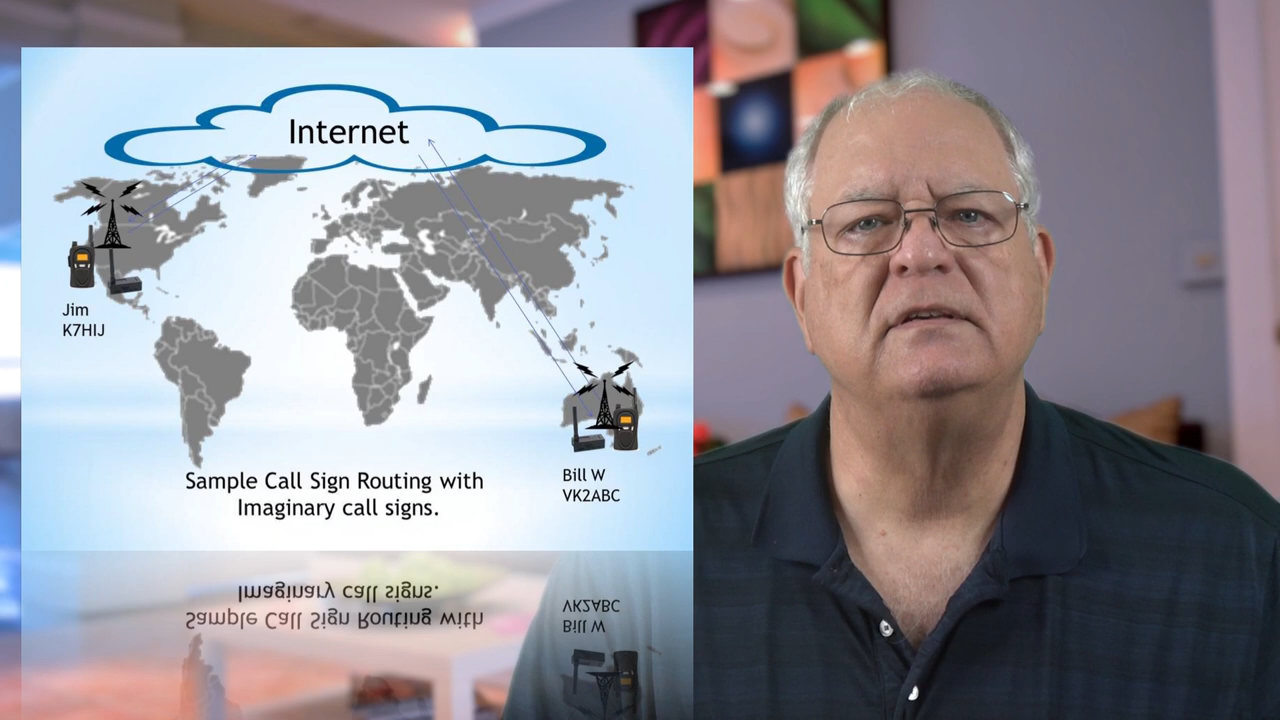 Internet
Jim
K7HIJ
Bill W
VK2ABC
Sample Call Sign Routing with
Imaginary call signs.